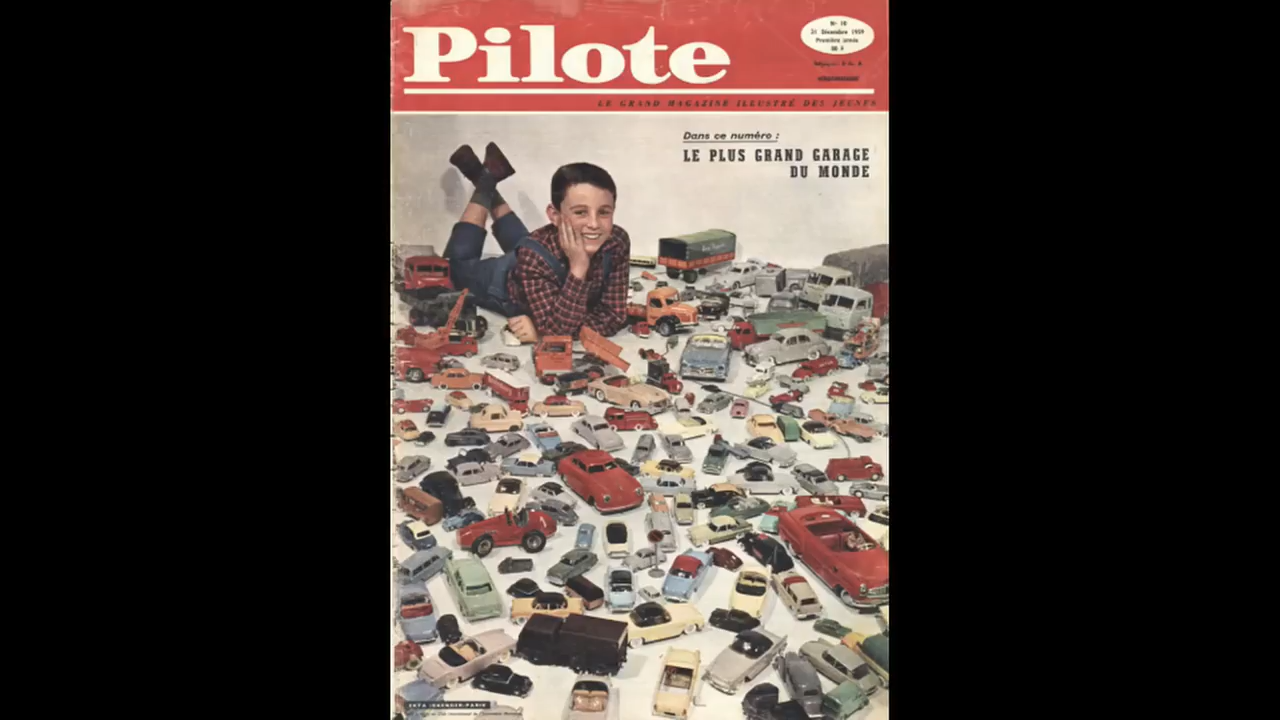 Pilote
N° 10
31 Décembre 1959
Première année
LE GRAND MAGAZINE ILLUSTRÉ DES JEUNES
Dans ce numéro :
LE PLUS GRAND GARAGE
DU MONDE